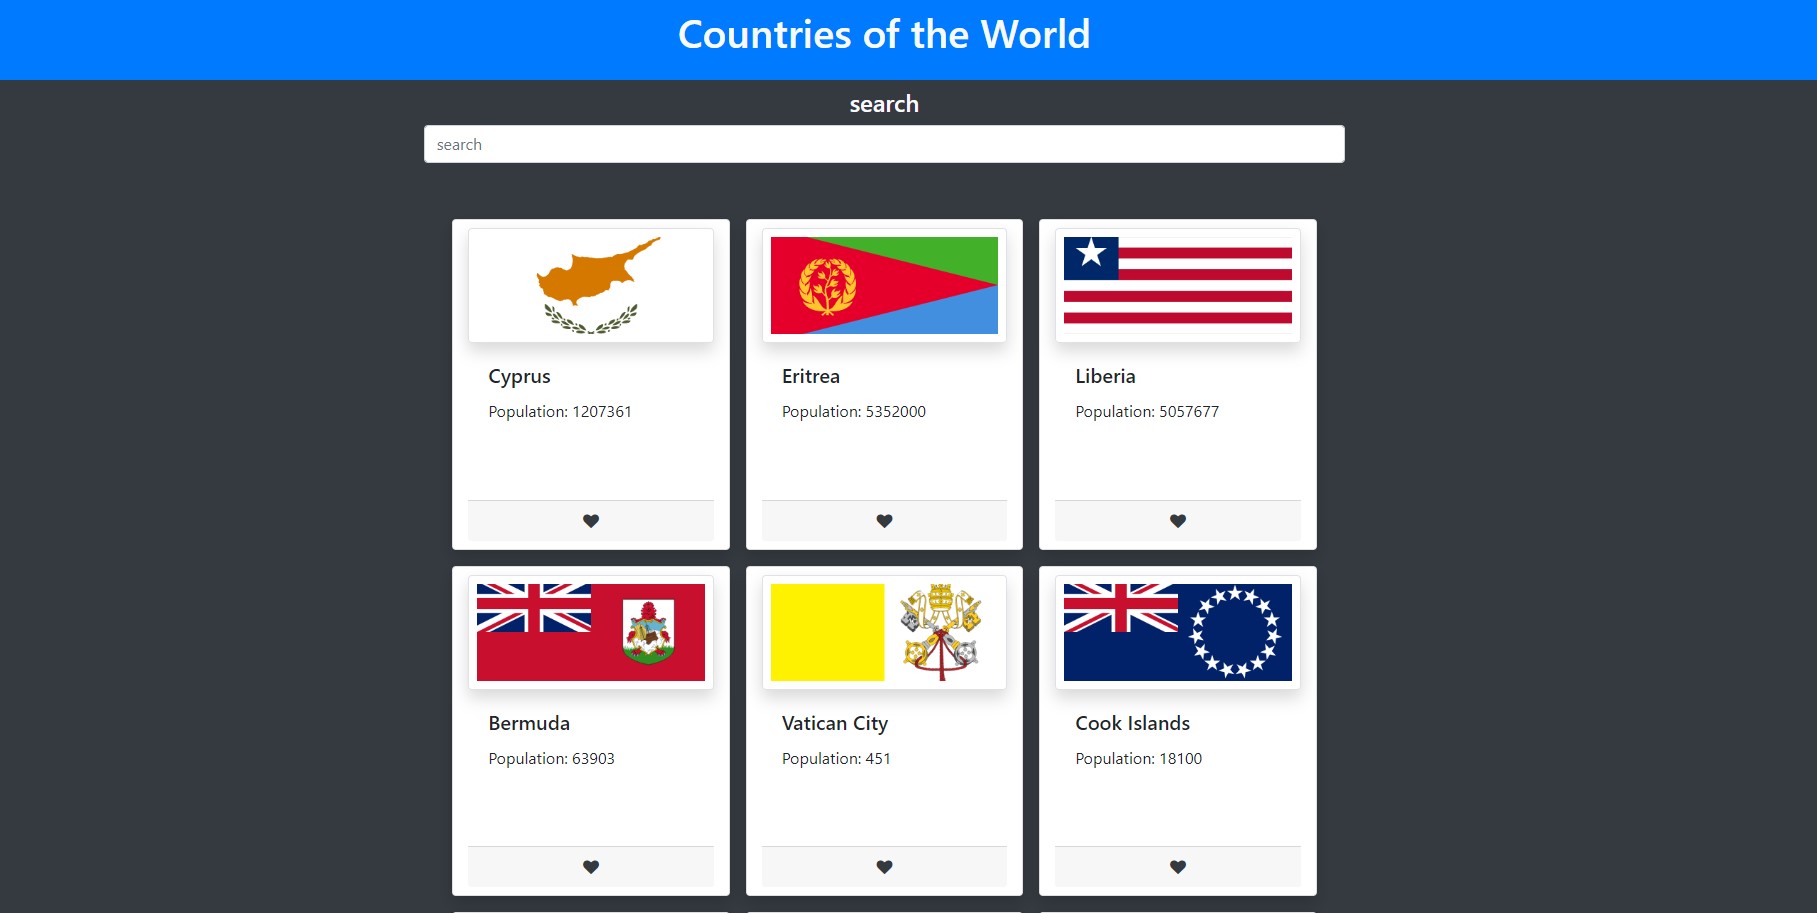 Countries of the World
search
search
Cyprus
Population: 1207361
Eritrea
Population: 5352000
Liberia
Population: 5057677
Bermuda
Population: 63903
Vatican City
Population: 451
Cook Islands
Population: 18100